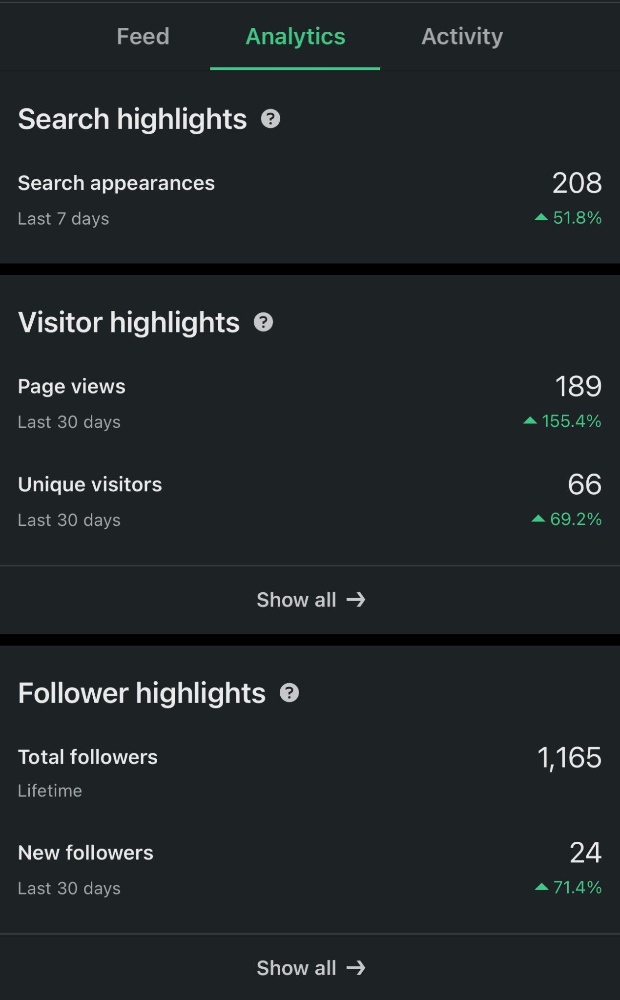 Feed Analytics Activity
Search highlights ?
Search appearances 208
Last 7 days ▲ 51.8%
Visitor highlights ?
Page views 189
Last 30 days ▲ 155.4%
Unique visitors 66
Last 30 days ▲ 69.2%
Show all →
Follower highlights ?
Total followers 1,165
Lifetime
New followers 24
Last 30 days ▲ 71.4%
Show all →